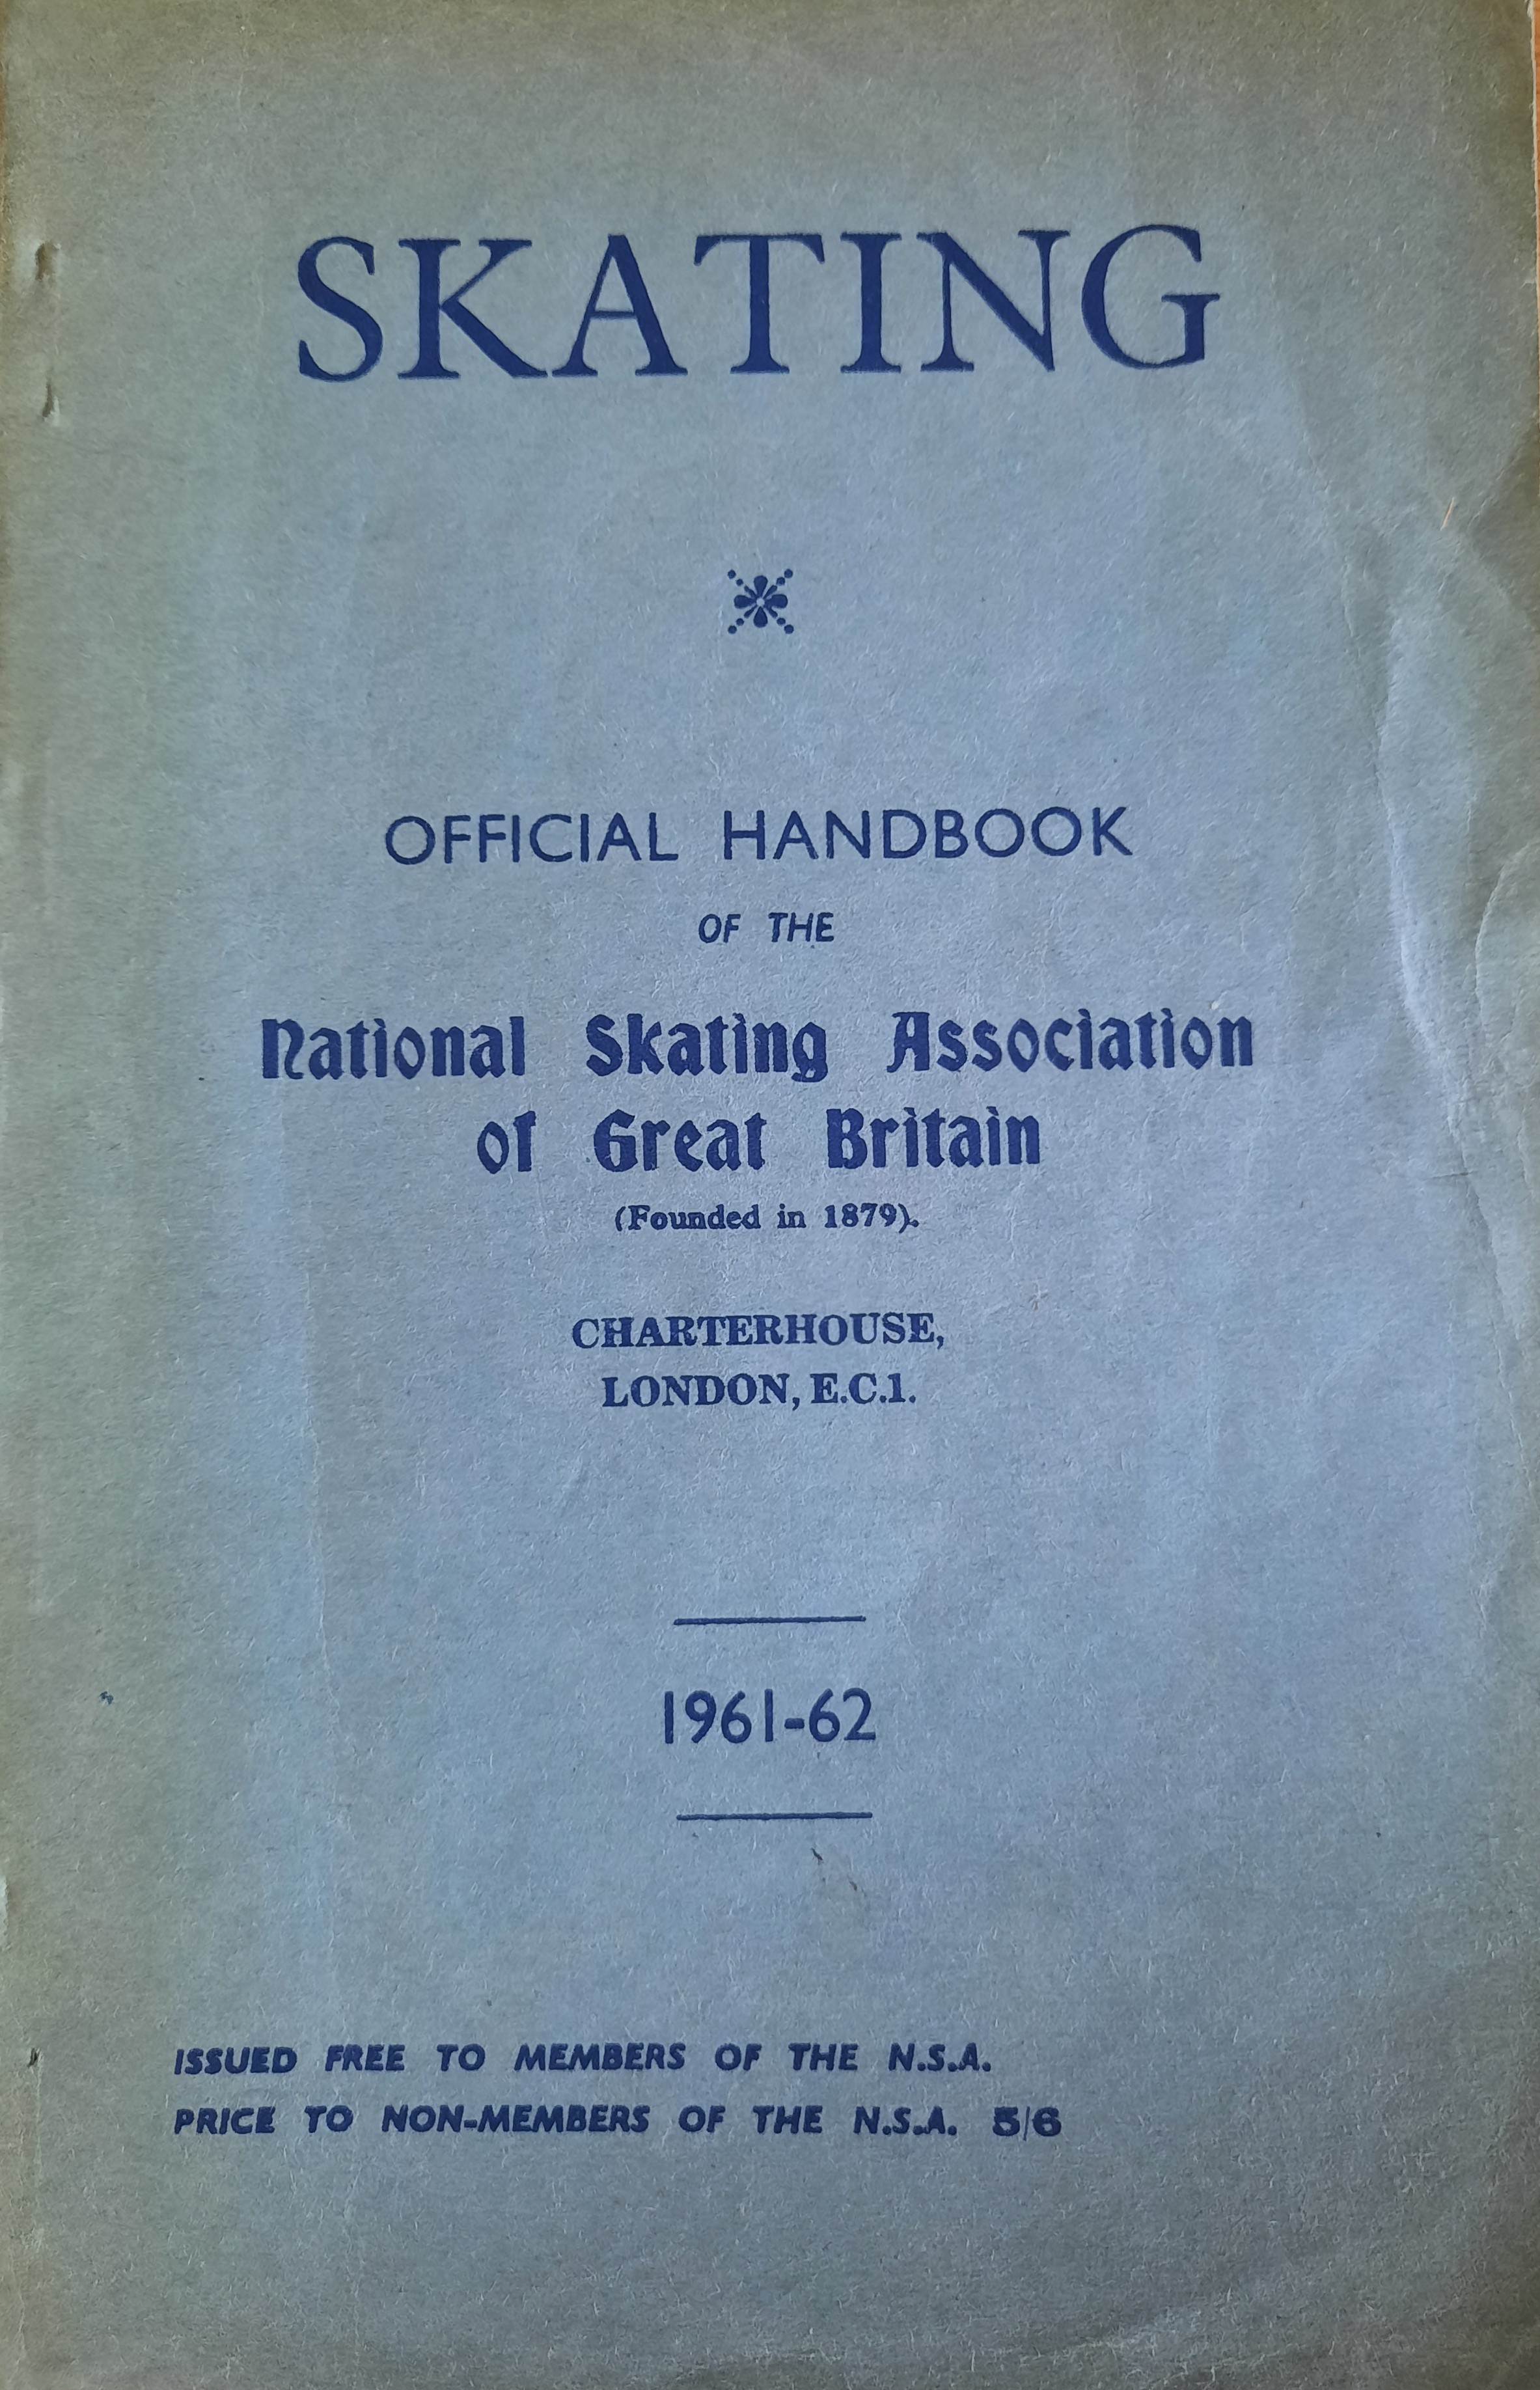 SKATING
OFFICIAL HANDBOOK
OF THE
National Skating Association
of Great Britain
(Founded in 1879).
CHARTERHOUSE,
LONDON, E.C.1.
1961-62
ISSUED FREE TO MEMBERS OF THE N.S.A.
PRICE TO NON-MEMBERS OF THE N.S.A. 5/6